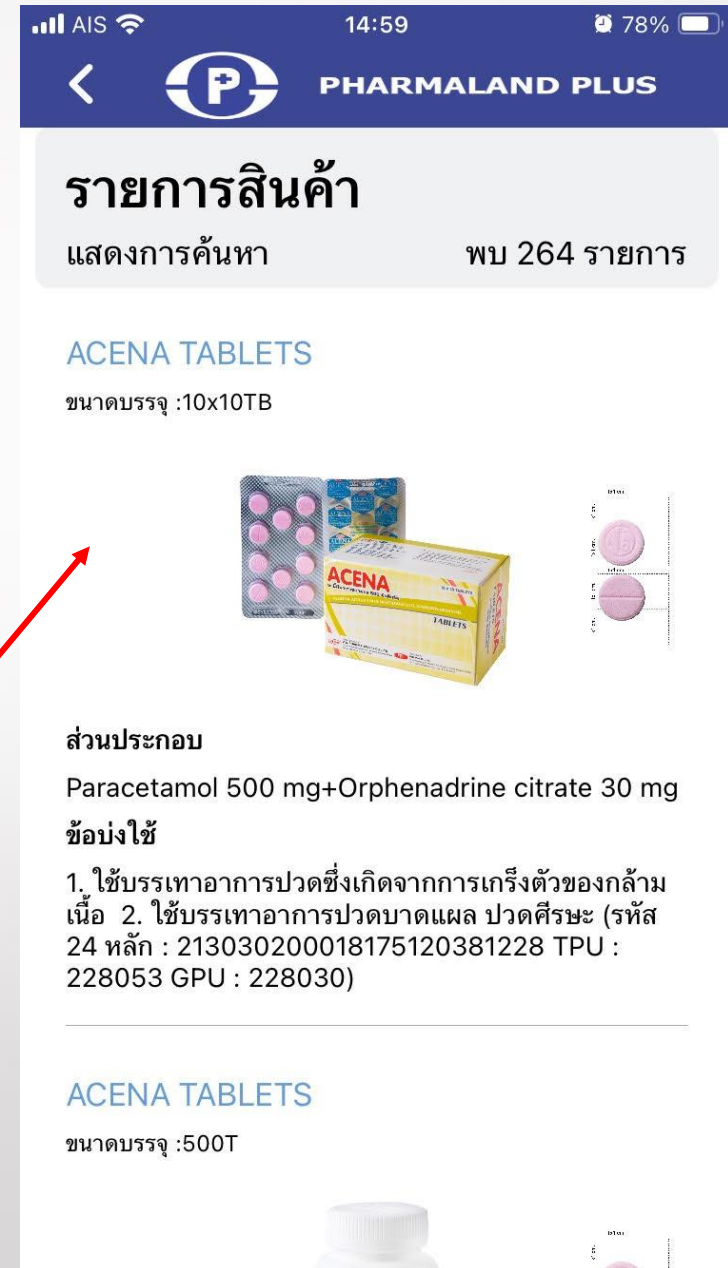 AIS 14:59 78%
P PHARMALAND PLUS
รายการสินค้า
แสดงการค้นหา พบ 264 รายการ
ACENA TABLETS
ขนาดบรรจุ :10x10TB
ACENA
TABLETS
ACENA
ส่วนประกอบ
Paracetamol 500 mg+Orphenadrine citrate 30 mg
ข้อบ่งใช้
1. ใช้บรรเทาอาการปวดซึ่งเกิดจากการเกร็งตัวของกล้าม
เนื้อ 2. ใช้บรรเทาอาการปวดบาดแผล ปวดศีรษะ (รหัส
24 หลัก : 213030200018175120381228 TPU :
228053 GPU : 228030)
ACENA TABLETS
ขนาดบรรจุ :500T